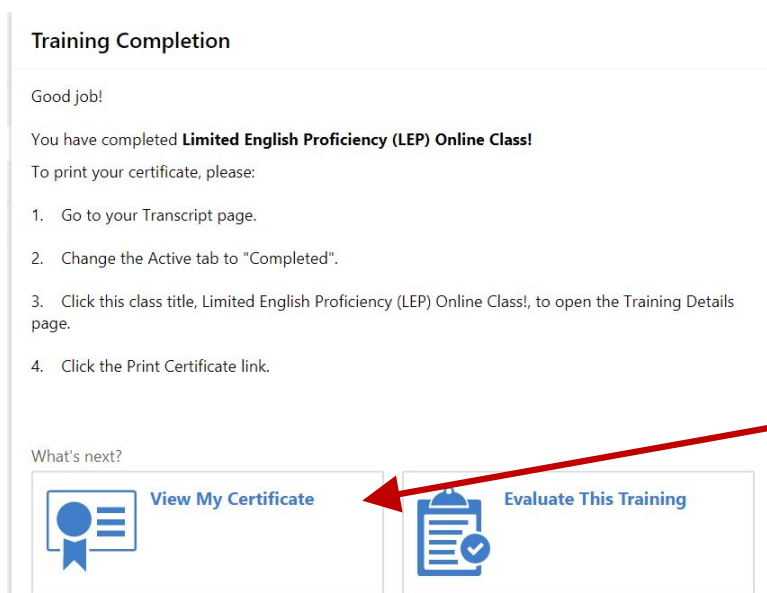 Training Completion
Good job!
You have completed Limited English Proficiency (LEP) Online Class!
To print your certificate, please:
1. Go to your Transcript page.
2. Change the Active tab to "Completed".
3. Click this class title, Limited English Proficiency (LEP) Online Class!, to open the Training Details
page.
4. Click the Print Certificate link.
What's next?
View My Certificate
Evaluate This Training